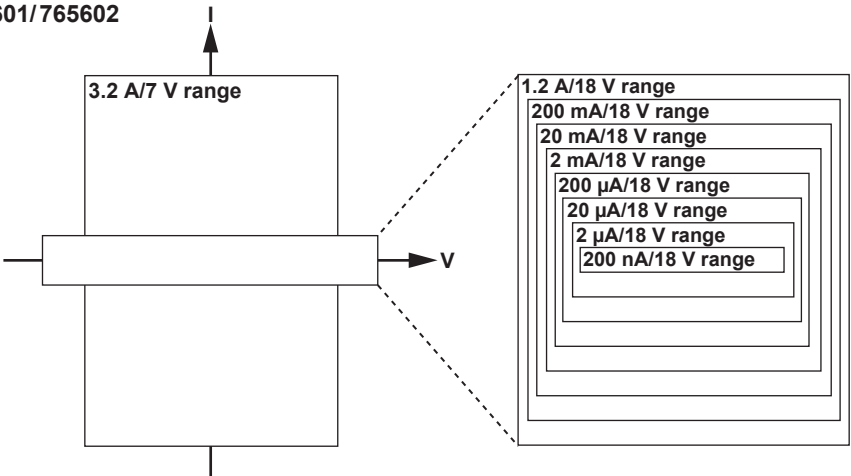 601/765602
I
3.2 A/7 V range
V
1.2 A/18 V range
200 mA/18 V range
20 mA/18 V range
2 mA/18 V range
200 µA/18 V range
20 µA/18 V range
2 µA/18 V range
200 nA/18 V range